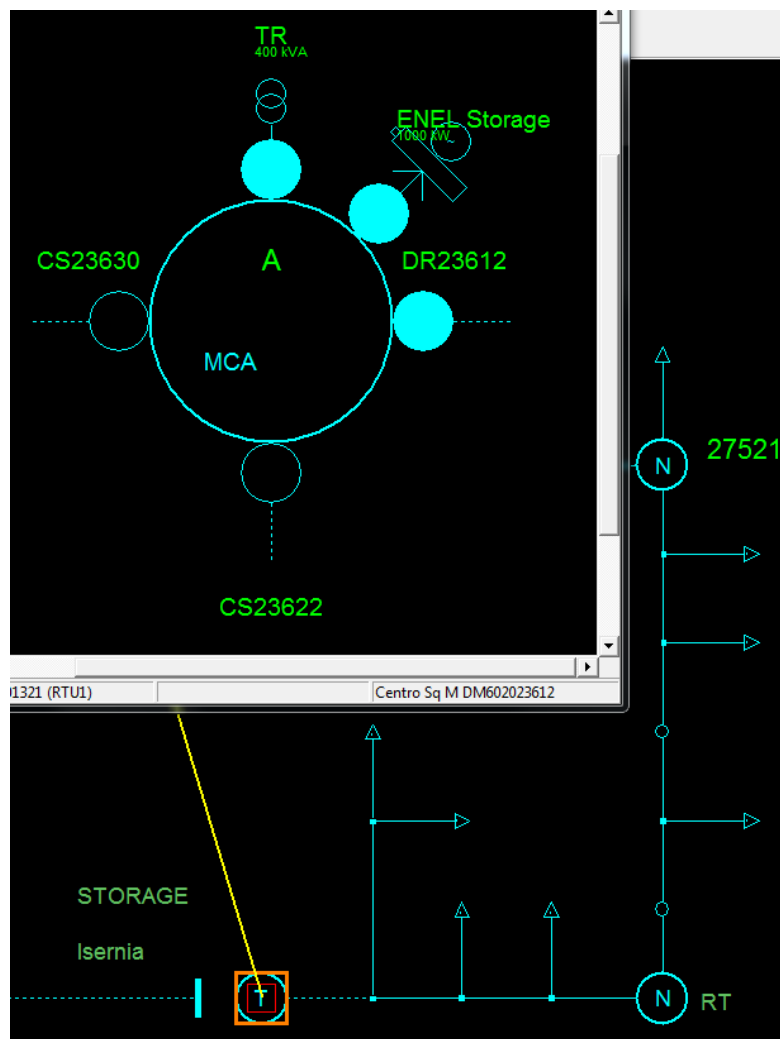 TR
400 kVA
ENEL Storage
1000 kW
~
CS23630
A
DR23612
MCA
CS23622
01321 (RTU1)
Centro Sq M DM602023612
N
27521
STORAGE
Isernia
T
N
RT